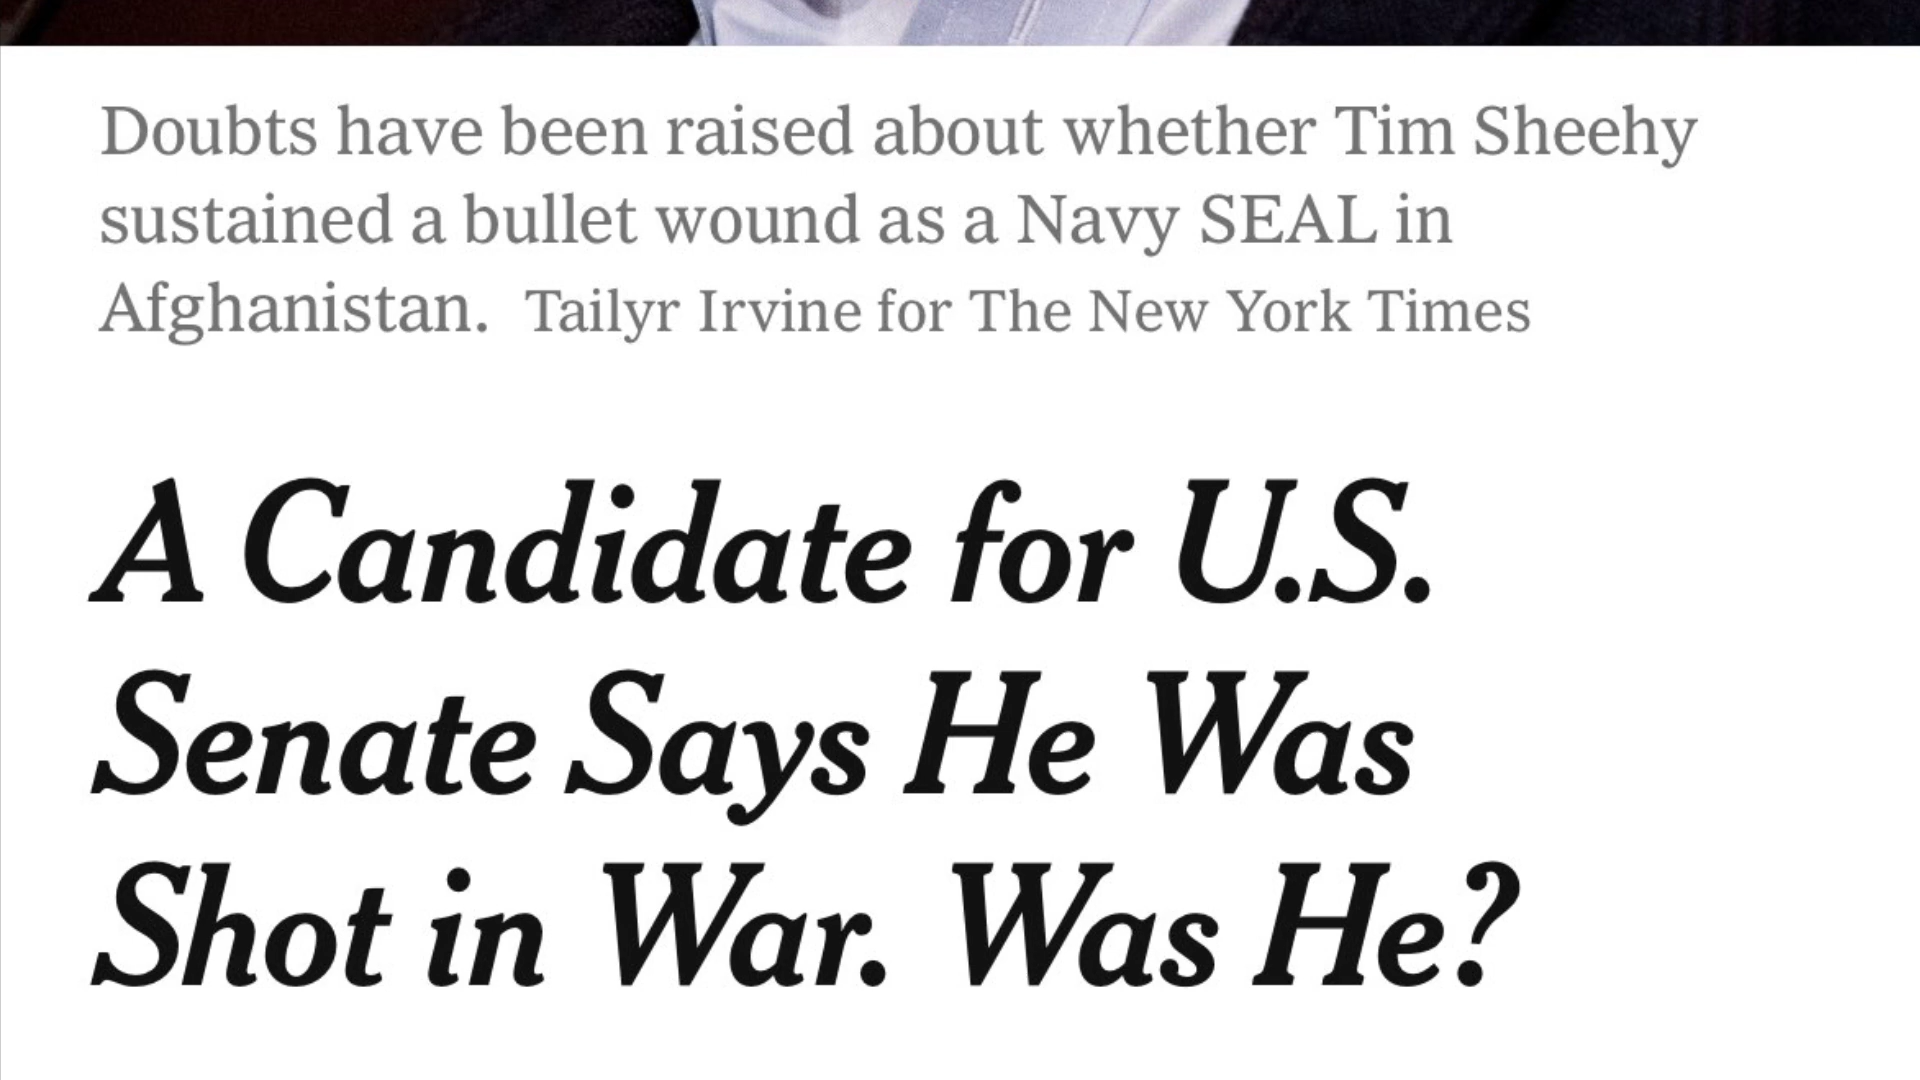 Doubts have been raised about whether Tim Sheehy
sustained a bullet wound as a Navy SEAL in
Afghanistan. Tailyr Irvine for The New York Times
A Candidate for U.S.
Senate Says He Was
Shot in War. Was He?